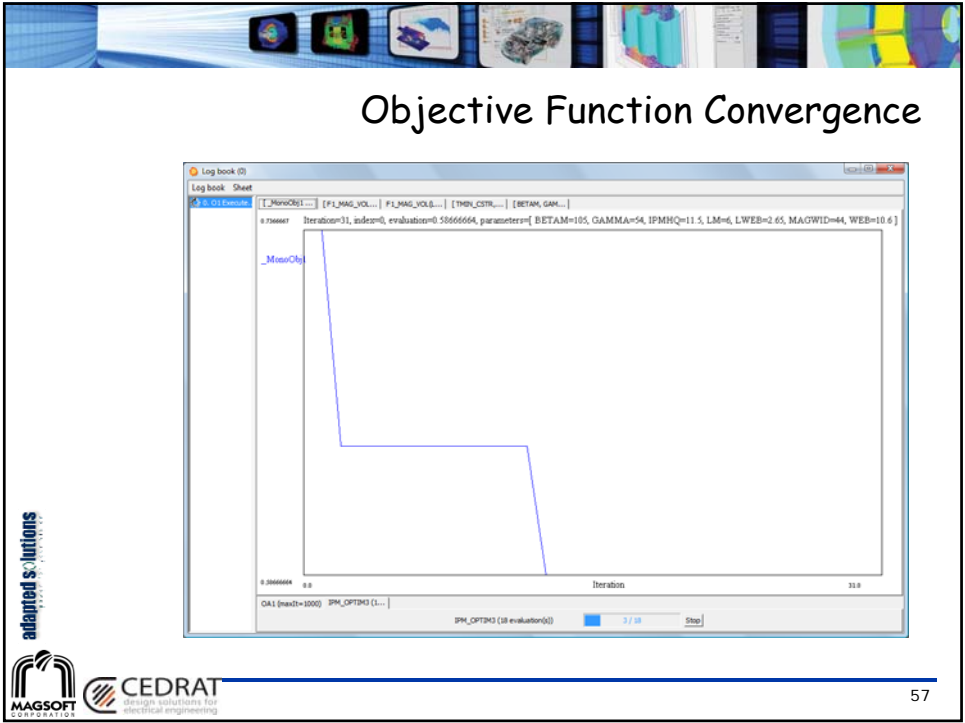 Objective Function Convergence
Log book (0)
Log book Sheet
0. O1 Execute.
[_MonoObj1 ... [F1_MAG_VOL... F1_MAG_VOL(L... [TMIN_CSTR,... [BETAM, GAM...
0.7366667 Iteration=31, index=0, evaluation=0.58666664, parameters=[ BETAM=105, GAMMA=54, IPMHQ=11.5, LM=6, LWEB=2.65, MAGWID=44, WEB=10.6 ]
_MonoObj1
0.58666664 0.0 Iteration 31.0
OA1 (maxIt=1000) IPM_OPTIM3 (1...
IPM_OPTIM3 (18 evaluation(s)) 3 / 18 Stop
adapted solutions
MAGSOFT
CORPORATION
CEDRAT
design solutions for
electrical engineering
57